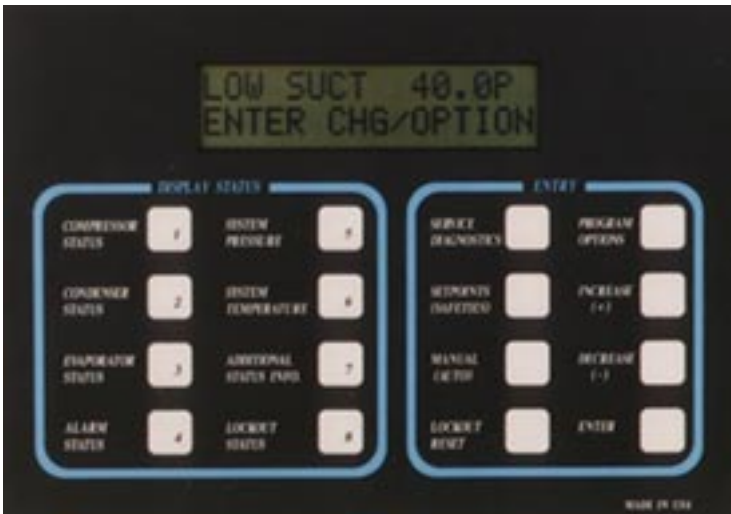 LOW SUCT 40.0P
ENTER CHG/OPTION
DISPLAY STATUS
COMPRESSOR
STATUS
1
SYSTEM
PRESSURE
5
CONDENSER
STATUS
2
SYSTEM
TEMPERATURE
6
EVAPORATOR
STATUS
3
ADDITIONAL
STATUS INFO.
7
ALARM
STATUS
4
LOCKOUT
STATUS
8
ENTRY
SERVICE
DIAGNOSTICS
PROGRAM
OPTIONS
SETPOINTS
(SAFETIES)
INCREASE
(+)
MANUAL
(AUTO)
DECREASE
(-)
LOCKOUT
RESET
ENTER
MADE IN USA